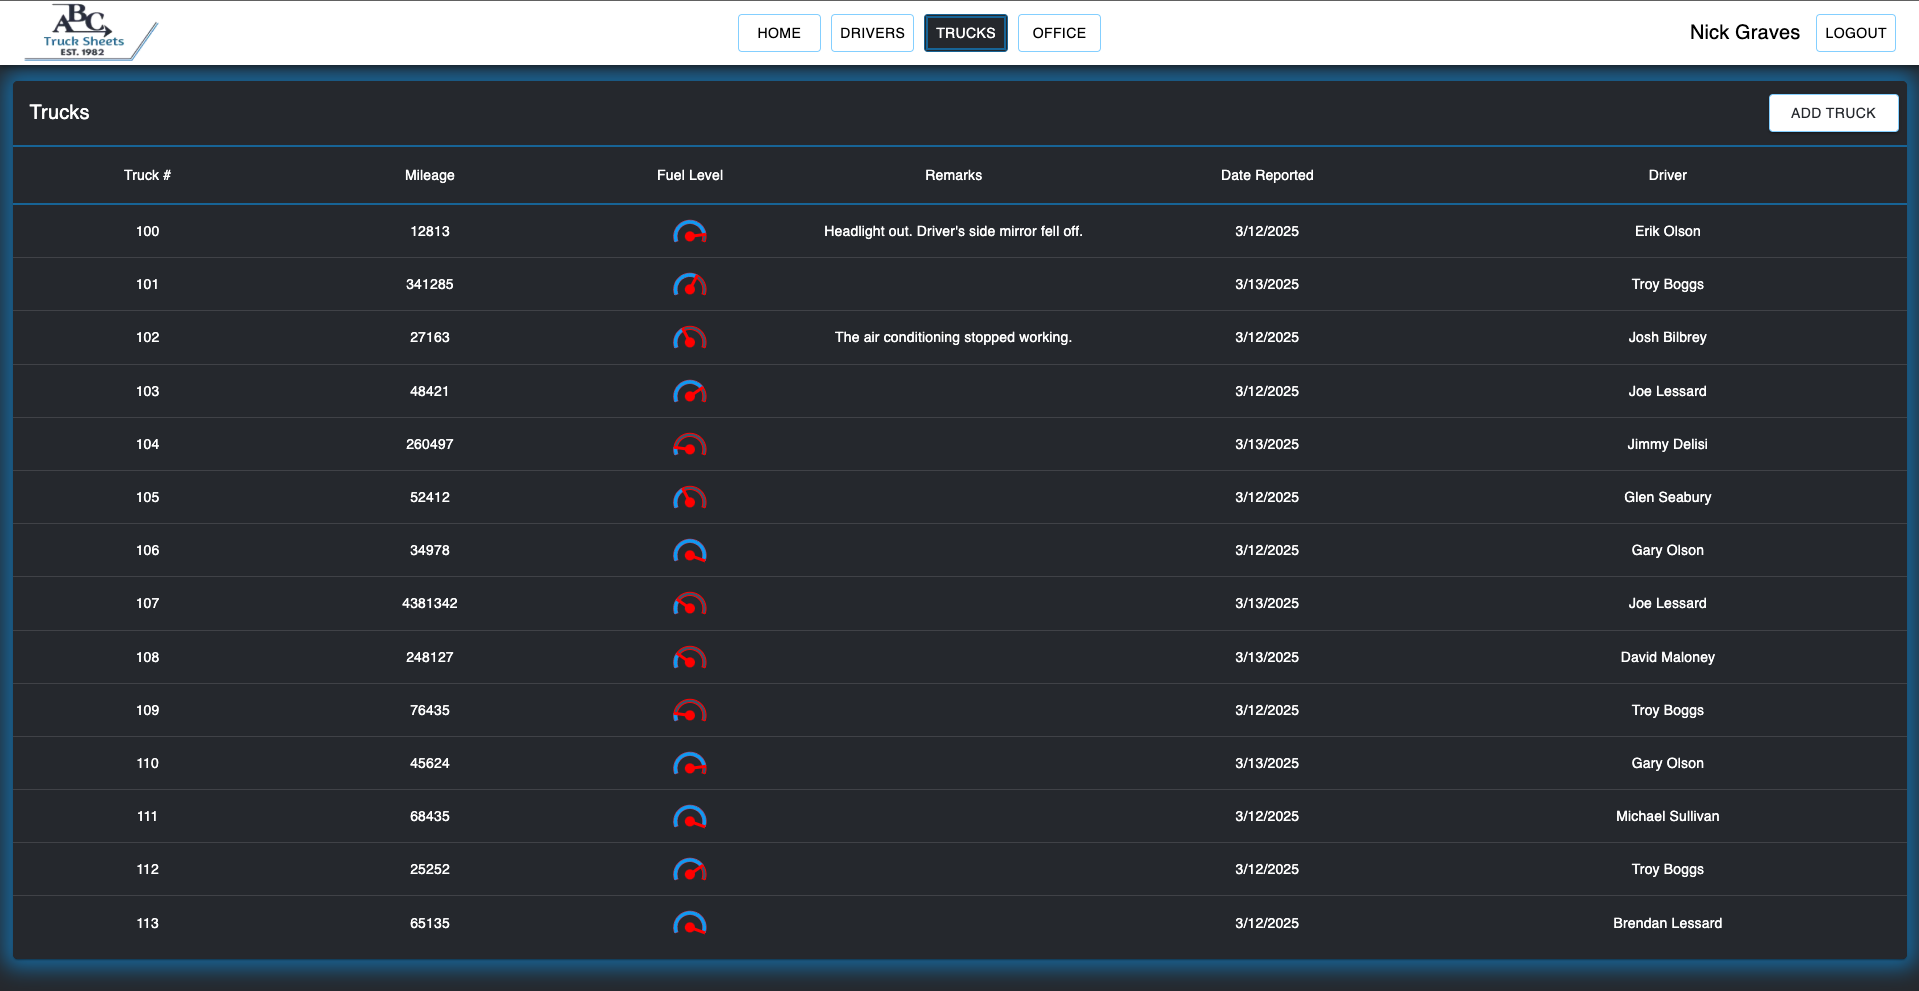 ABC
Truck Sheets
EST. 1982
HOME DRIVERS TRUCKS OFFICE Nick Graves LOGOUT
Trucks ADD TRUCK
Truck # Mileage Fuel Level Remarks Date Reported Driver
100 12813 Headlight out. Driver's side mirror fell off. 3/12/2025 Erik Olson
101 341285 3/13/2025 Troy Boggs
102 27163 The air conditioning stopped working. 3/12/2025 Josh Bilbrey
103 48421 3/12/2025 Joe Lessard
104 260497 3/13/2025 Jimmy Delisi
105 52412 3/12/2025 Glen Seabury
106 34978 3/12/2025 Gary Olson
107 4381342 3/13/2025 Joe Lessard
108 248127 3/13/2025 David Maloney
109 76435 3/12/2025 Troy Boggs
110 45624 3/13/2025 Gary Olson
111 68435 3/12/2025 Michael Sullivan
112 25252 3/12/2025 Troy Boggs
113 65135 3/12/2025 Brendan Lessard